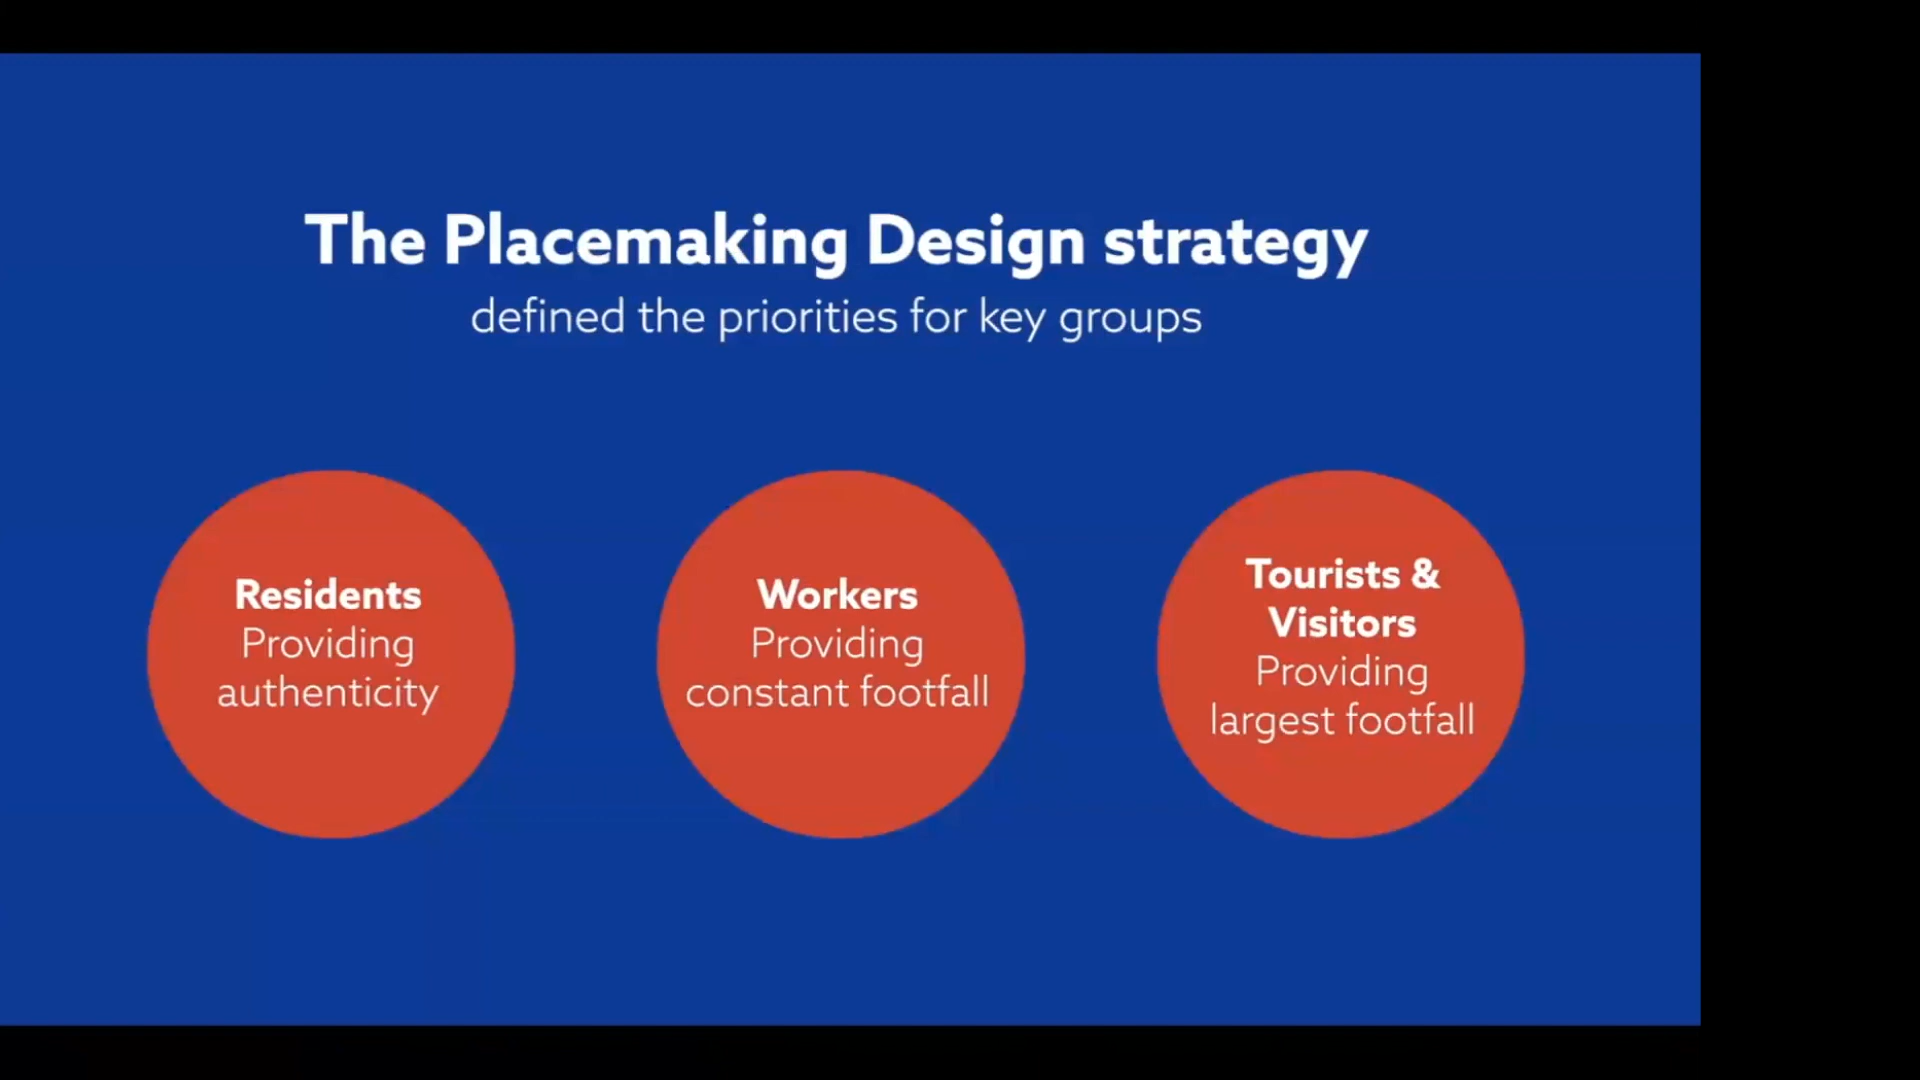 The Placemaking Design strategy
defined the priorities for key groups
Residents
Providing
authenticity
Workers
Providing
constant footfall
Tourists &
Visitors
Providing
largest footfall